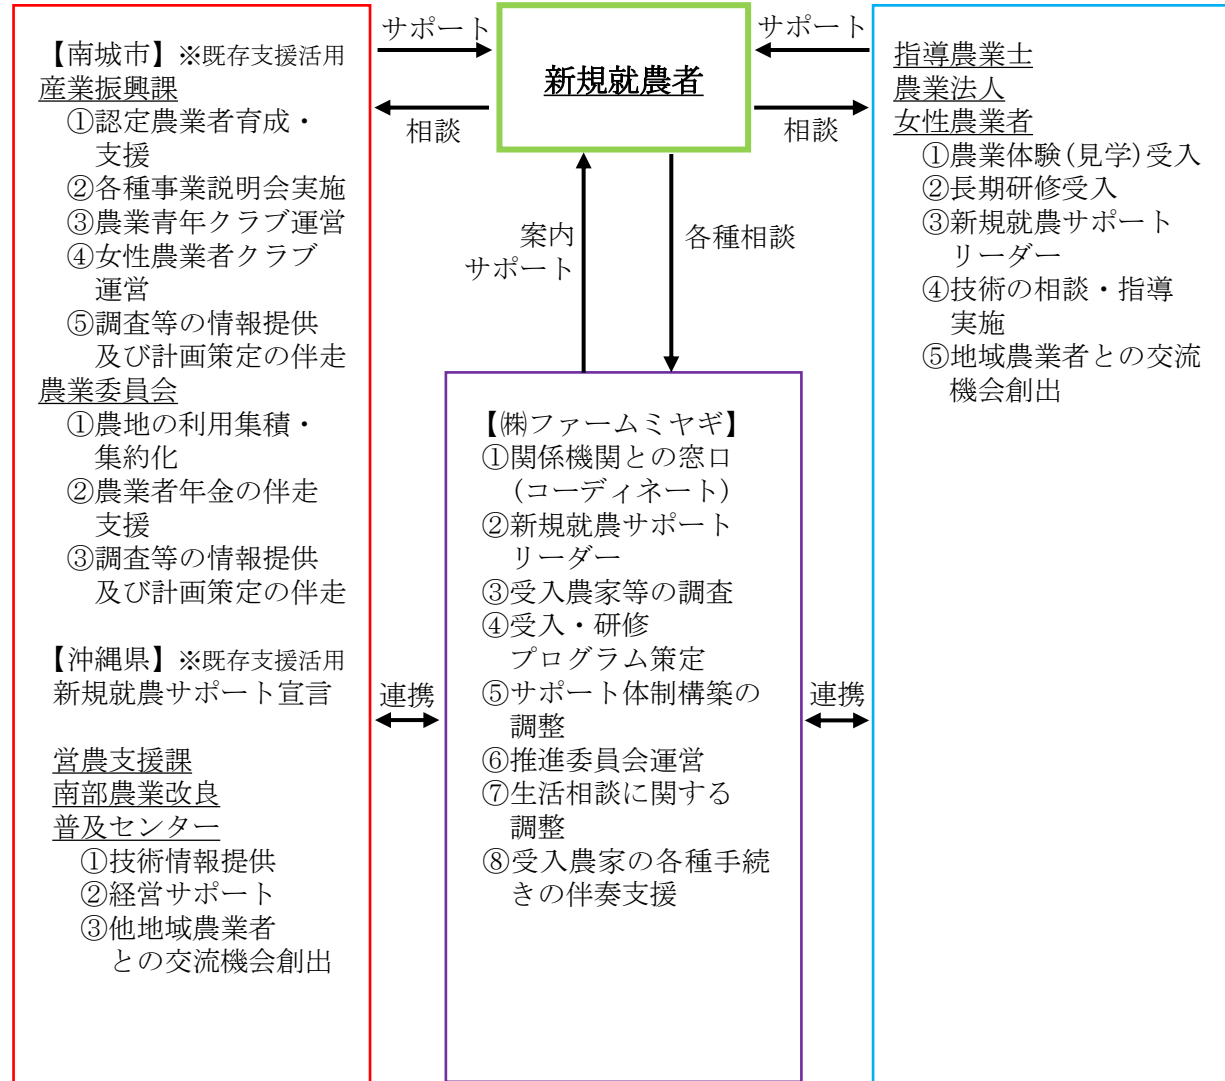 【南城市】※既存支援活用
産業振興課
①認定農業者育成・
支援
②各種事業説明会実施
③農業青年クラブ運営
④女性農業者クラブ
運営
⑤調査等の情報提供
及び計画策定の伴走
農業委員会
①農地の利用集積・
集約化
②農業者年金の伴走
支援
③調査等の情報提供
及び計画策定の伴走
【沖縄県】※既存支援活用
新規就農サポート宣言
営農支援課
南部農業改良
普及センター
①技術情報提供
②経営サポート
③他地域農業者
との交流機会創出
サポート
相談
新規就農者
サポート
相談
案内
サポート
各種相談
【㈱ファームミヤギ】
①関係機関との窓口
(コーディネート)
②新規就農サポート
リーダー
③受入農家等の調査
④受入・研修
プログラム策定
⑤サポート体制構築の
調整
⑥推進委員会運営
⑦生活相談に関する
調整
⑧受入農家の各種手続
きの伴奏支援
連携
連携
指導農業士
農業法人
女性農業者
①農業体験(見学)受入
②長期研修受入
③新規就農サポート
リーダー
④技術の相談・指導
実施
⑤地域農業者との交流
機会創出